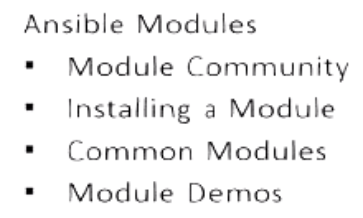 Ansible Modules
▪ Module Community
▪ Installing a Module
▪ Common Modules
▪ Module Demos